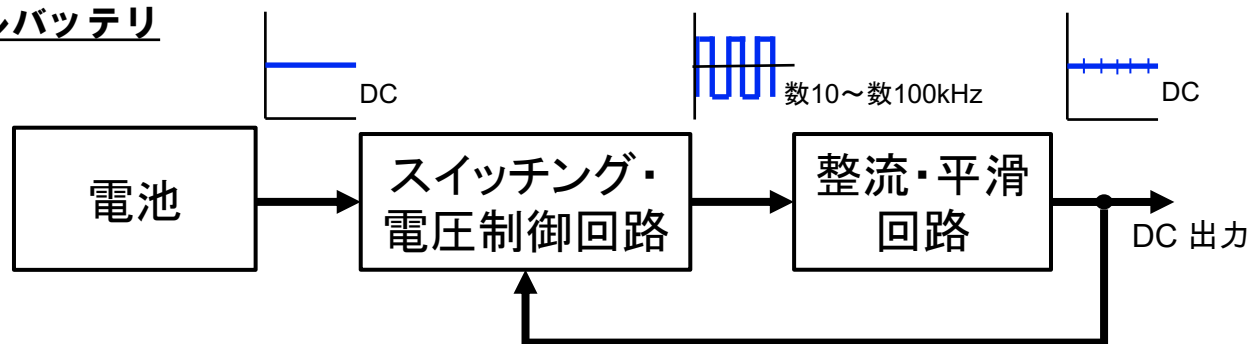 ルバッテリ
DC
数10～数100kHz
DC
電池
スイッチング・
電圧制御回路
整流・平滑
回路
DC 出力